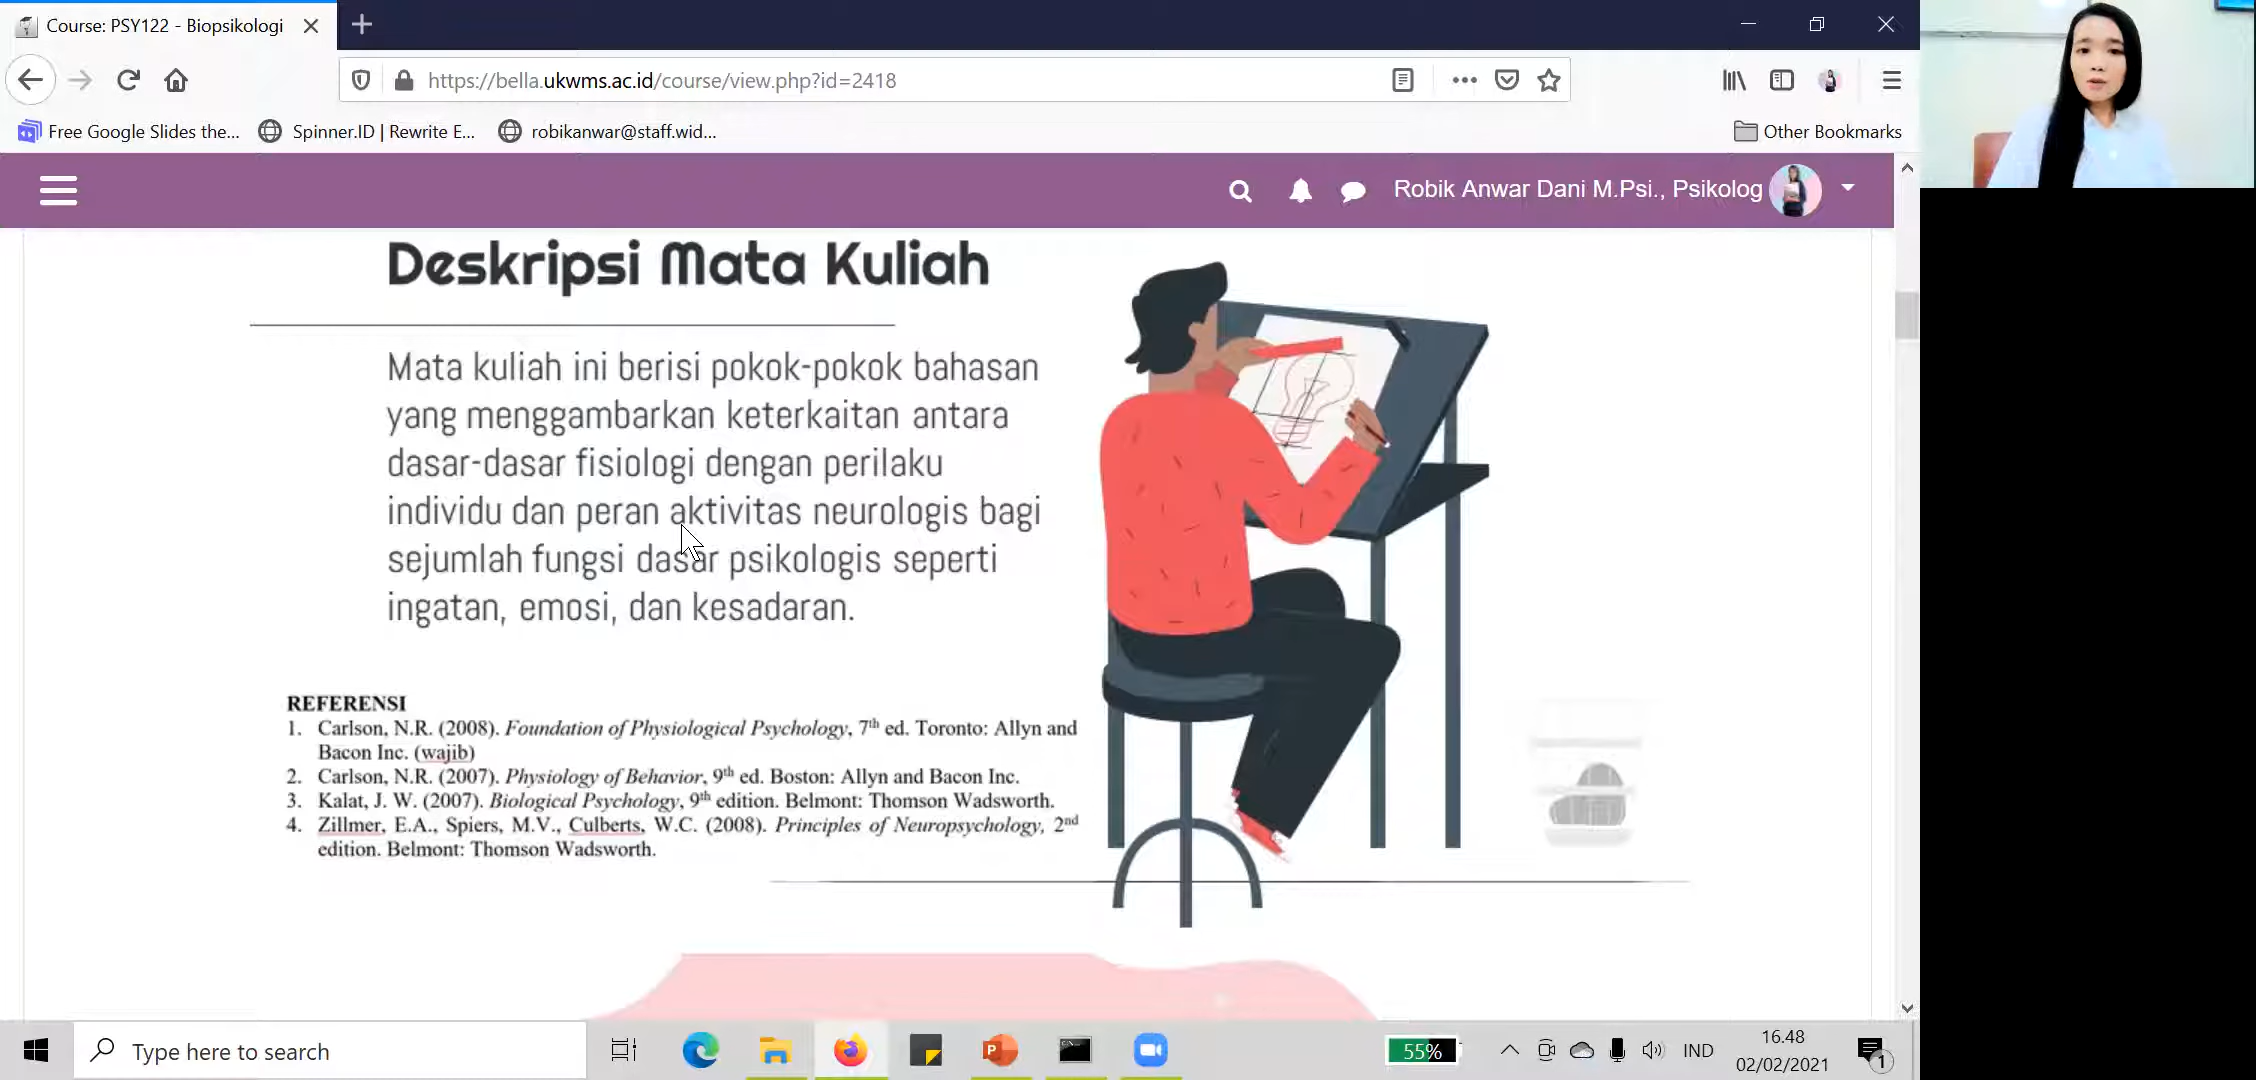 Course: PSY122 - Biopsikologi
https://bella.ukwms.ac.id/course/view.php?id=2418
Free Google Slides the...
Spinner.ID | Rewrite E...
robikanwar@staff.wid...
Other Bookmarks
Robik Anwar Dani M.Psi., Psikolog
Deskripsi Mata Kuliah
Mata kuliah ini berisi pokok-pokok bahasan
yang menggambarkan keterkaitan antara
dasar-dasar fisiologi dengan perilaku
individu dan peran aktivitas neurologis bagi
sejumlah fungsi dasar psikologis seperti
ingatan, emosi, dan kesadaran.
REFERENSI
1. Carlson, N.R. (2008). Foundation of Physiological Psychology, 7th ed. Toronto: Allyn and
Bacon Inc. (wajib)
2. Carlson, N.R. (2007). Physiology of Behavior, 9th ed. Boston: Allyn and Bacon Inc.
3. Kalat, J. W. (2007). Biological Psychology, 9th edition. Belmont: Thomson Wadsworth.
4. Zillmer, E.A., Spiers, M.V., Culberts, W.C. (2008). Principles of Neuropsychology, 2nd
edition. Belmont: Thomson Wadsworth.
Type here to search
55%
IND
16.48
02/02/2021
1